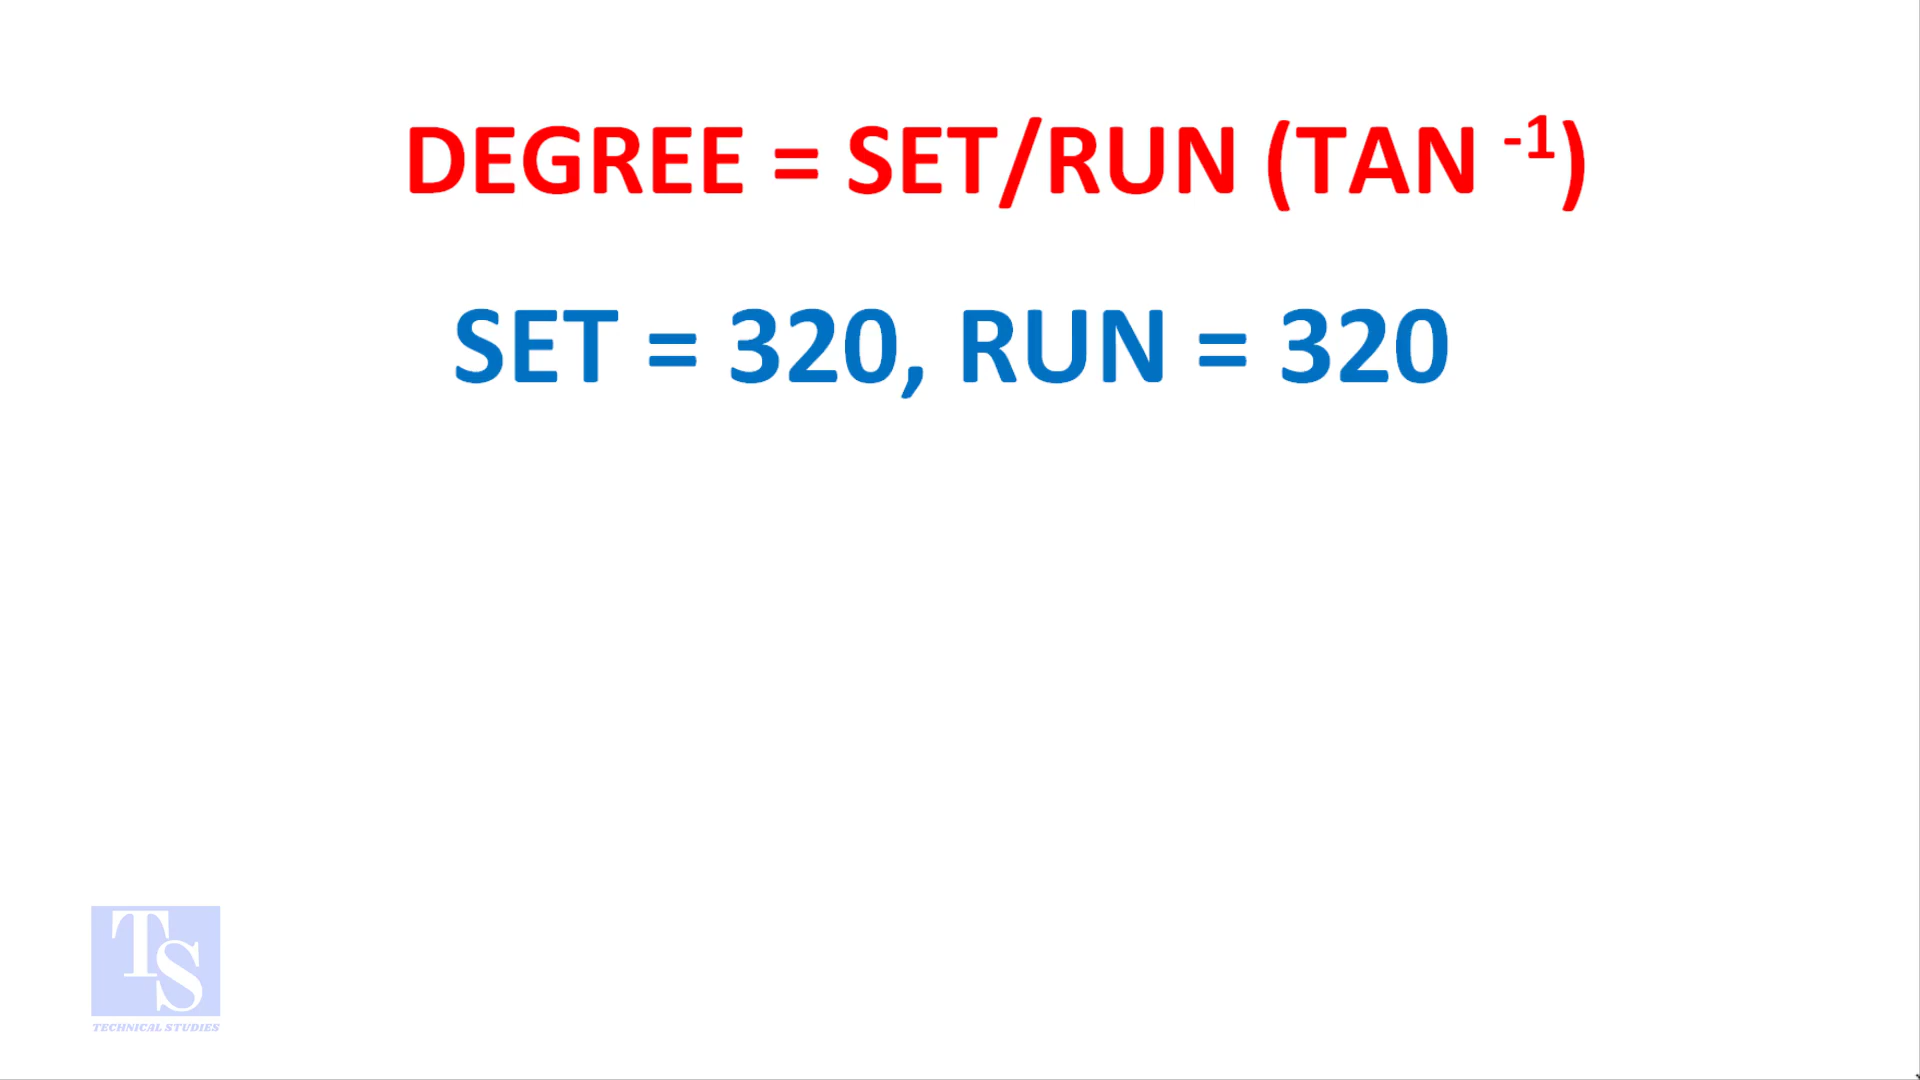 DEGREE = SET/RUN (TAN ⁻¹)
SET = 320, RUN = 320
TS
TECHNICAL STUDIES